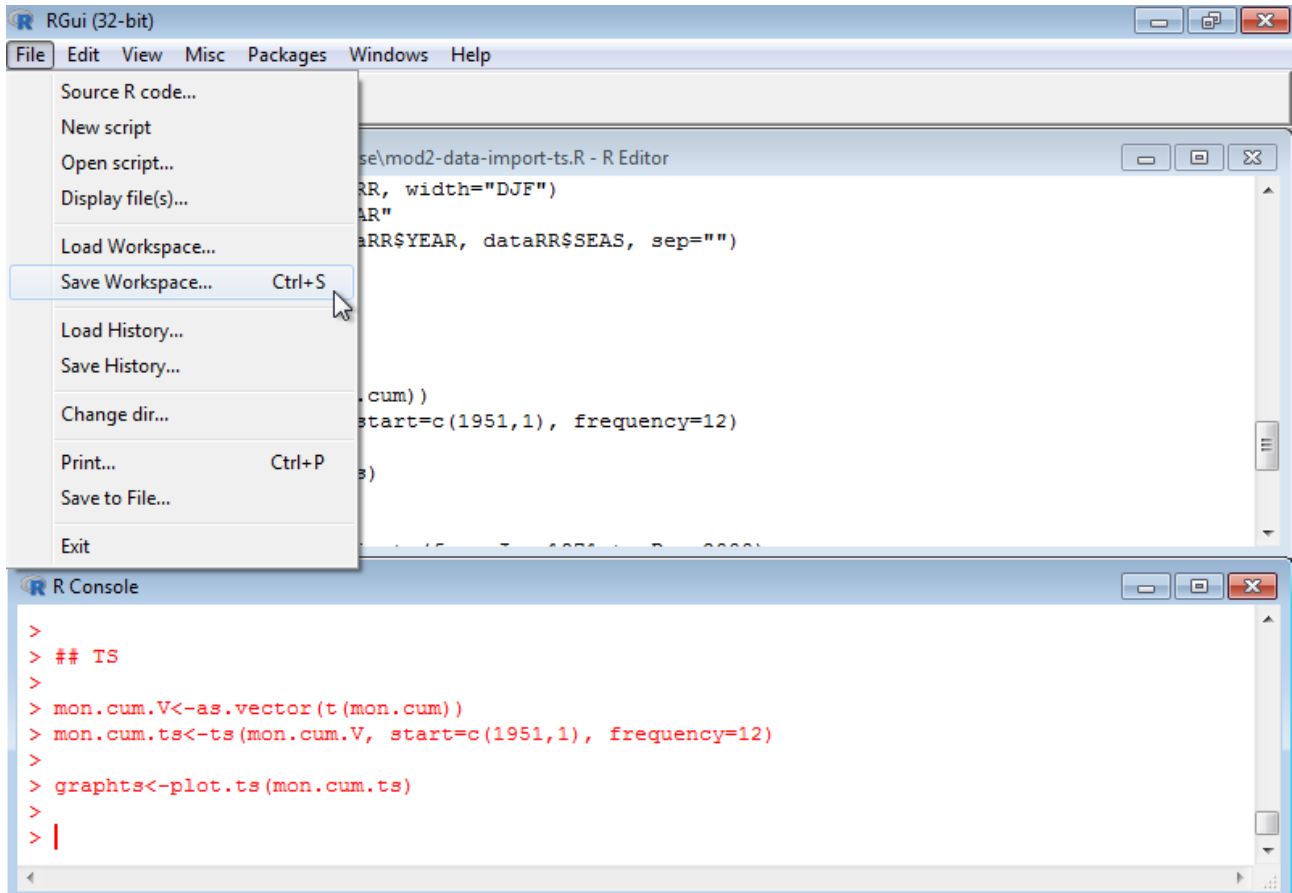 RGui (32-bit)
File Edit View Misc Packages Windows Help
Source R code...
New script
Open script...
Display file(s)...
Load Workspace...
Save Workspace... Ctrl+S
Load History...
Save History...
Change dir...
Print... Ctrl+P
Save to File...
Exit
se\mod2-data-import-ts.R - R Editor
RR, width="DJF")
AR"
aRR$YEAR, dataRR$SEAS, sep="")
.cum))
start=c(1951,1), frequency=12)
s)
R Console
>
> ## TS
>
> mon.cum.V<-as.vector(t(mon.cum))
> mon.cum.ts<-ts(mon.cum.V, start=c(1951,1), frequency=12)
>
> graphts<-plot.ts(mon.cum.ts)
>
>